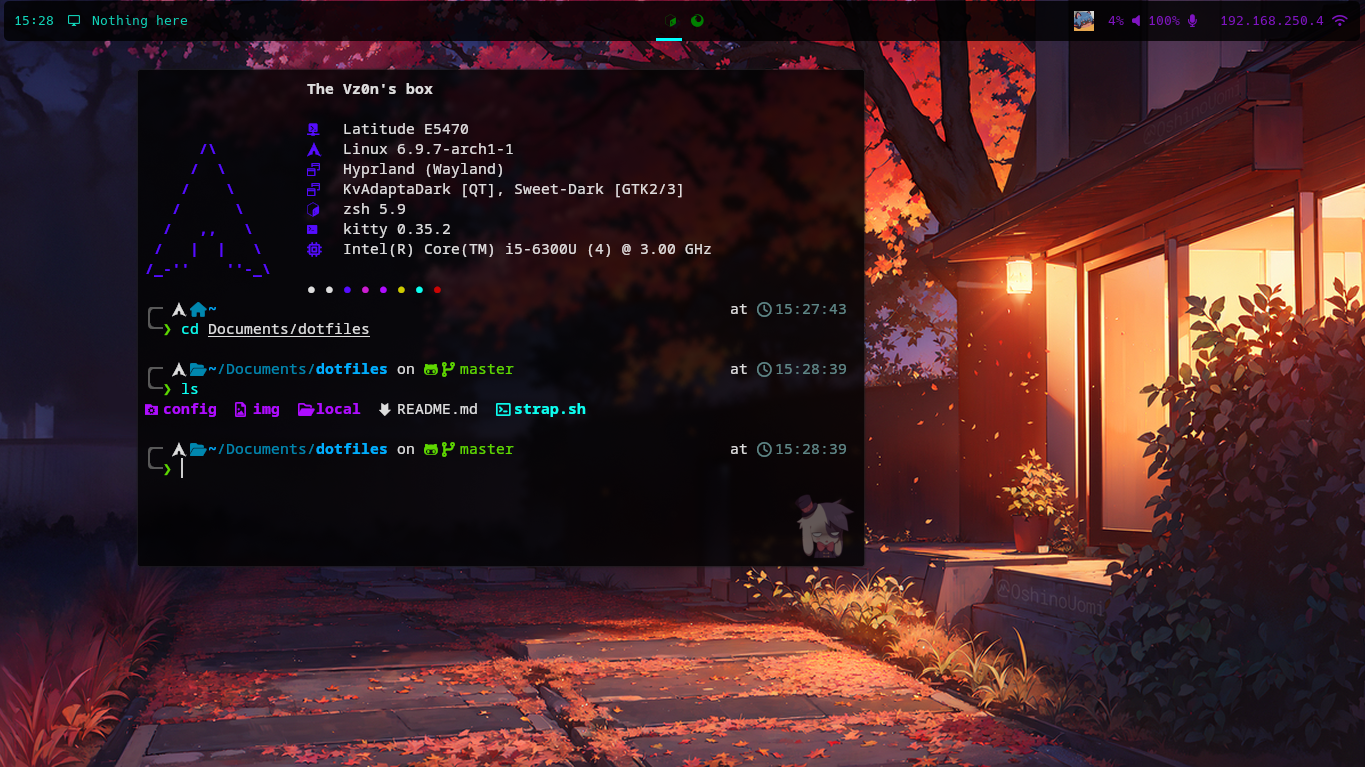 15:28 Nothing here 4% 100% 192.168.250.4
The Vz0n's box
Latitude E5470
Linux 6.9.7-arch1-1
Hyprland (Wayland)
KvAdaptaDark [QT], Sweet-Dark [GTK2/3]
zsh 5.9
kitty 0.35.2
Intel(R) Core(TM) i5-6300U (4) @ 3.00 GHz
~ at 15:27:43
❯ cd Documents/dotfiles
~/Documents/dotfiles on master at 15:28:39
❯ ls
config img local README.md strap.sh
~/Documents/dotfiles on master at 15:28:39
❯
@OshinoUomi
@OshinoUomi